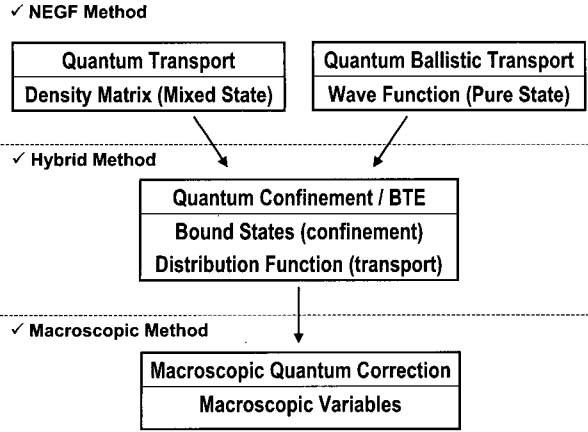 ✓ NEGF Method
Quantum Transport
Density Matrix (Mixed State)
Quantum Ballistic Transport
Wave Function (Pure State)
✓ Hybrid Method
Quantum Confinement / BTE
Bound States (confinement)
Distribution Function (transport)
✓ Macroscopic Method
Macroscopic Quantum Correction
Macroscopic Variables